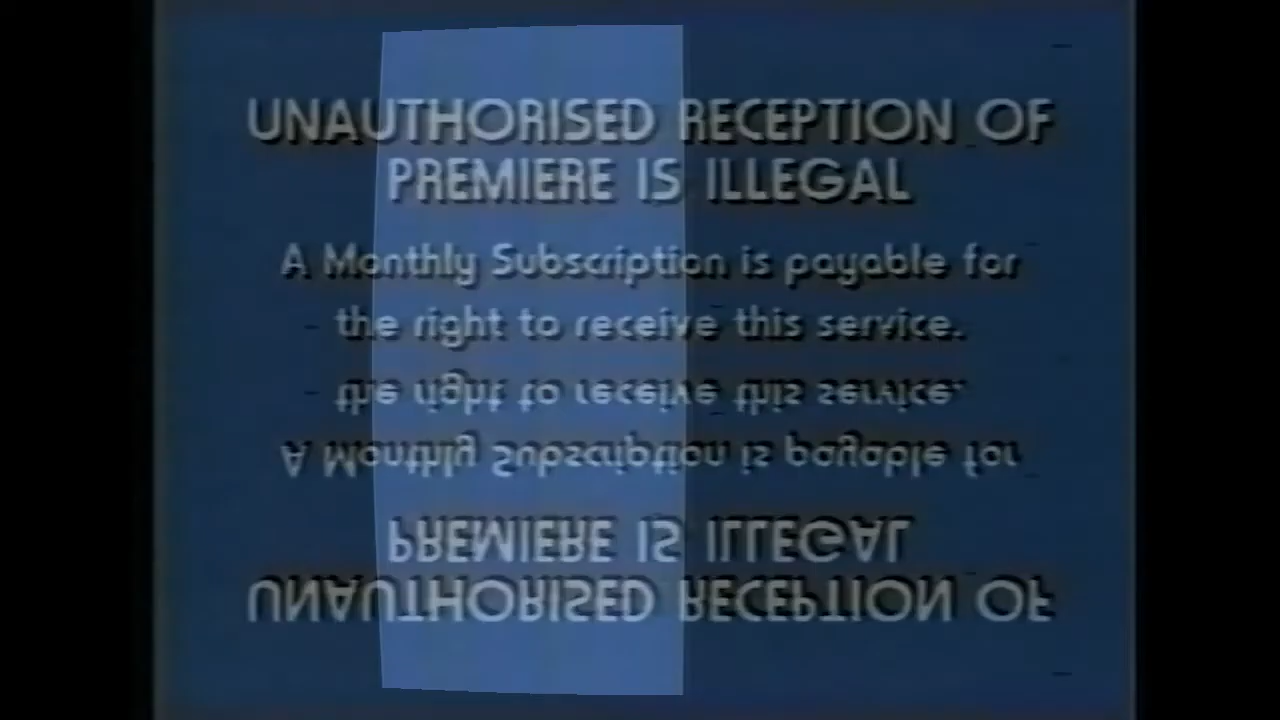 UNAUTHORISED RECEPTION OF
PREMIERE IS ILLEGAL
A Monthly Subscription is payable for
the right to receive this service.
the right to receive this service.
A Monthly Subscription is payable for
PREMIERE IS ILLEGAL
UNAUTHORISED RECEPTION OF